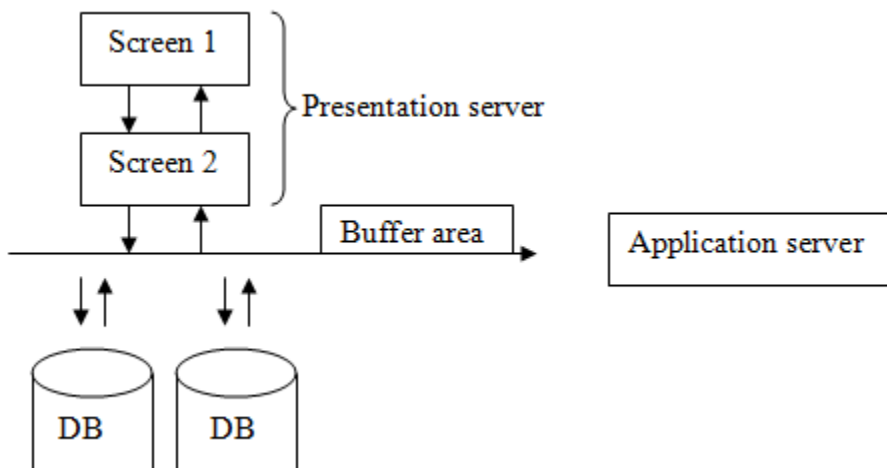 Screen 1
Presentation server
Screen 2
Buffer area
Application server
DB
DB